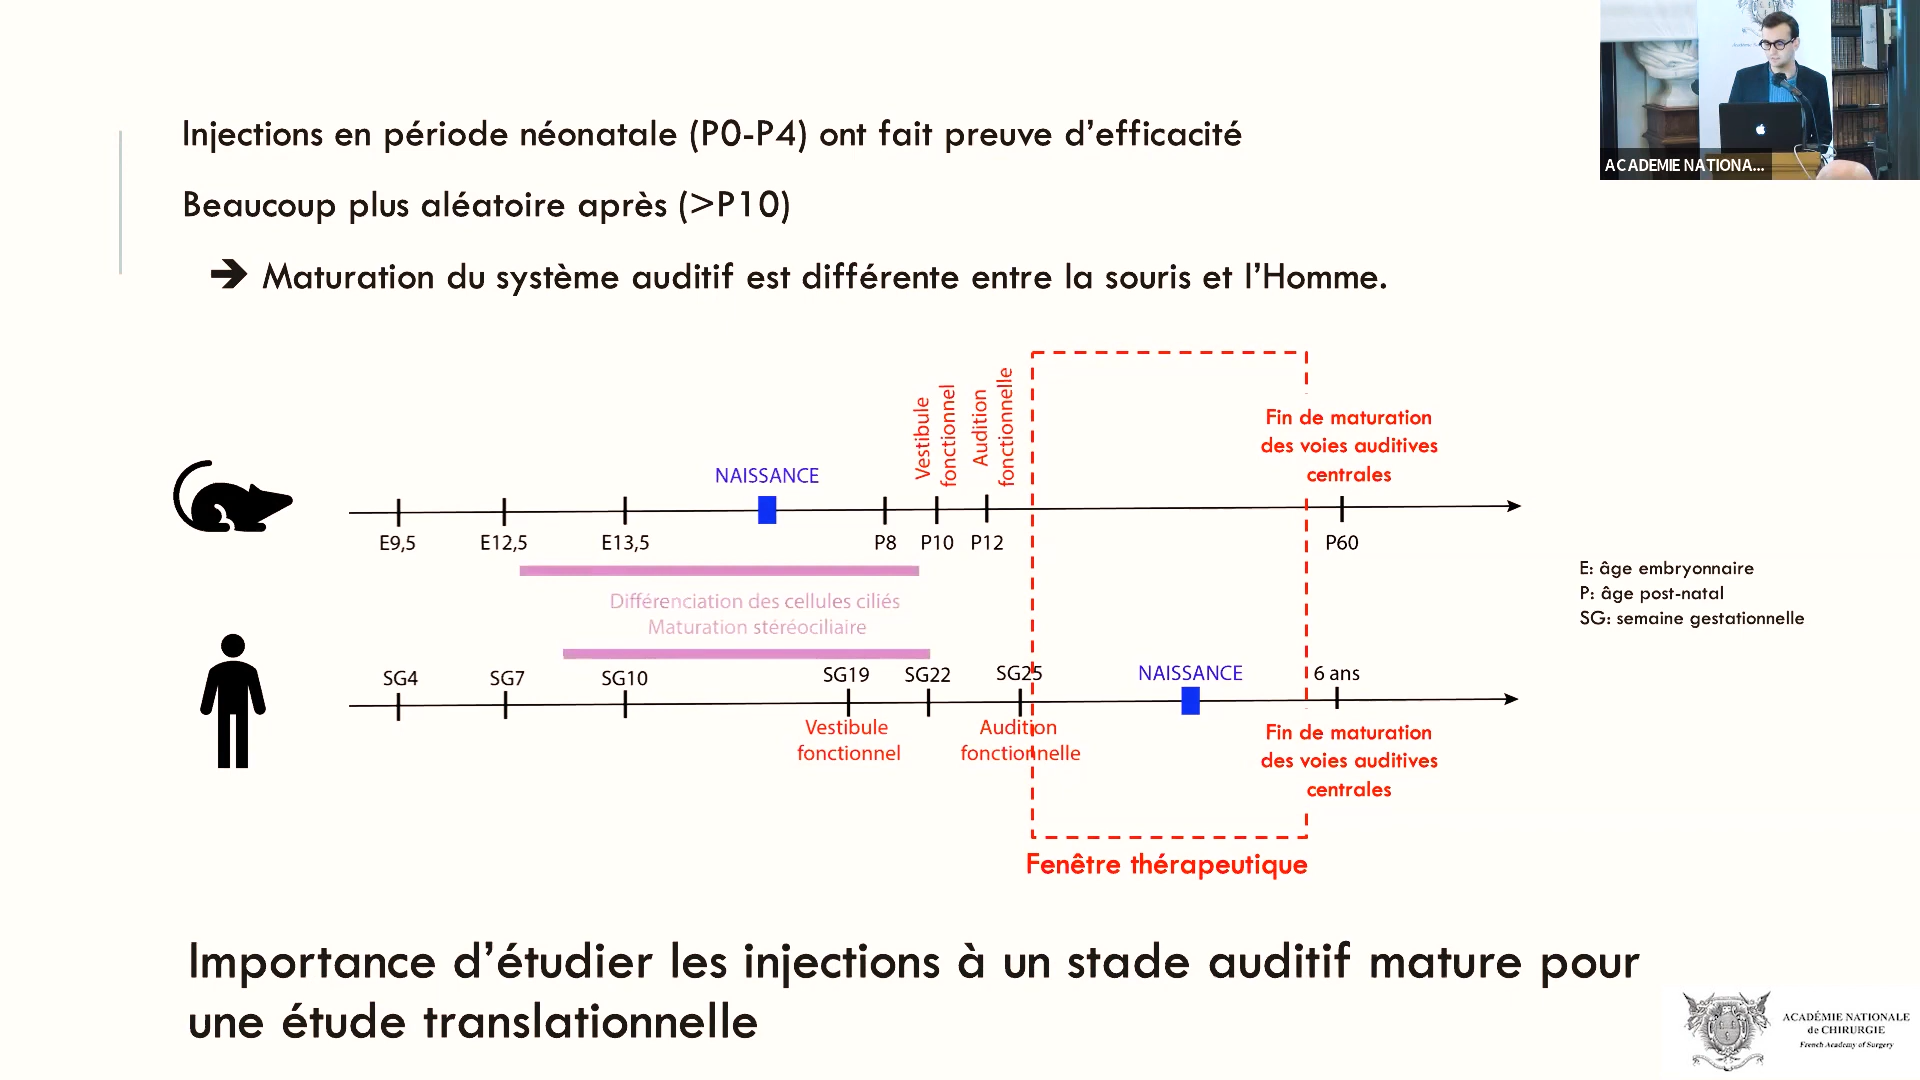 ACADEMIE NATIONA...
Injections en période néonatale (P0-P4) ont fait preuve d'efficacité
Beaucoup plus aléatoire après (>P10)
➔ Maturation du système auditif est différente entre la souris et l'Homme.
Vestibule
fonctionnel
Audition
fonctionnelle
Fin de maturation
des voies auditives
centrales
NAISSANCE
E9,5
E12,5
E13,5
P8
P10
P12
P60
Différenciation des cellules ciliés
Maturation stéréociliaire
E: âge embryonnaire
P: âge post-natal
SG: semaine gestationnelle
SG4
SG7
SG10
SG19
SG22
SG25
NAISSANCE
6 ans
Vestibule
fonctionnel
Audition
fonctionnelle
Fin de maturation
des voies auditives
centrales
Fenêtre thérapeutique
Importance d'étudier les injections à un stade auditif mature pour
une étude translationnelle
ACADÉMIE NATIONALE
de CHIRURGIE
French Academy of Surgery